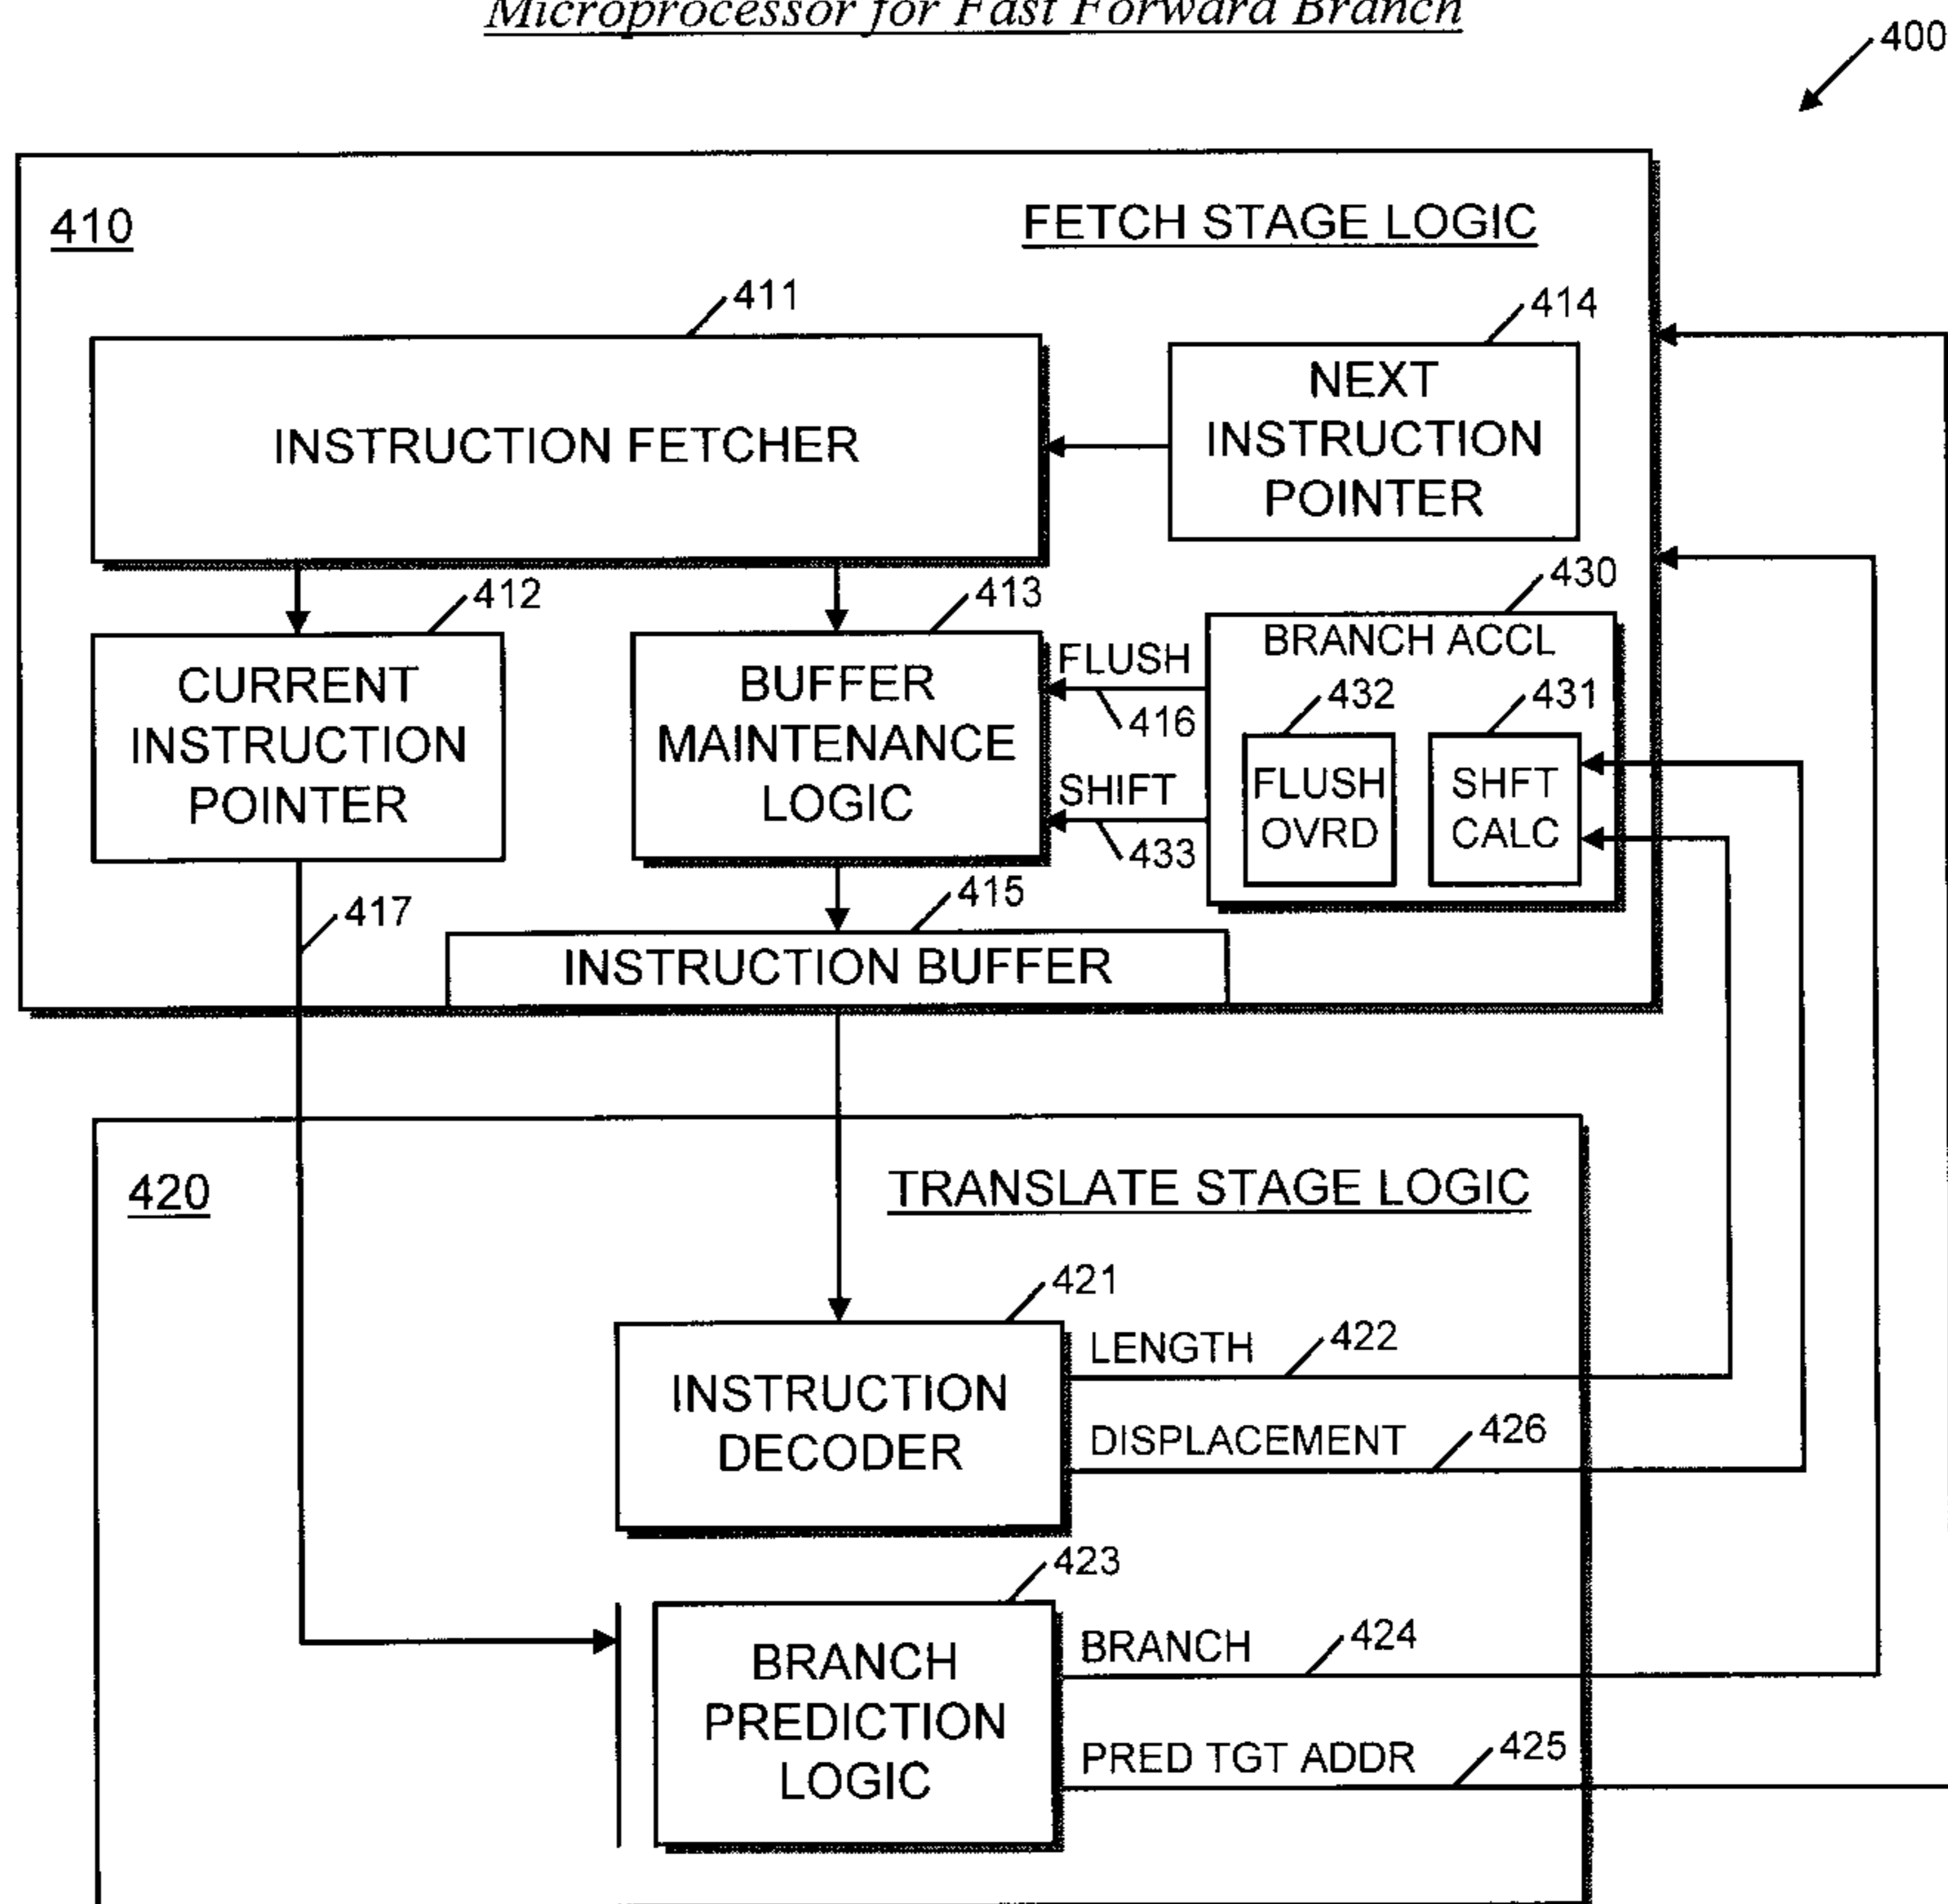 Microprocessor for Fast Forward Branch
400
410
FETCH STAGE LOGIC
411
414
INSTRUCTION FETCHER
NEXT
INSTRUCTION
POINTER
412
413
430
CURRENT
INSTRUCTION
POINTER
BUFFER
MAINTENANCE
LOGIC
FLUSH
416
SHIFT
433
BRANCH ACCL
432
431
FLUSH
OVRD
SHFT
CALC
417
415
INSTRUCTION BUFFER
420
TRANSLATE STAGE LOGIC
421
INSTRUCTION
DECODER
LENGTH
422
DISPLACEMENT
426
423
BRANCH
PREDICTION
LOGIC
BRANCH
424
PRED TGT ADDR
425